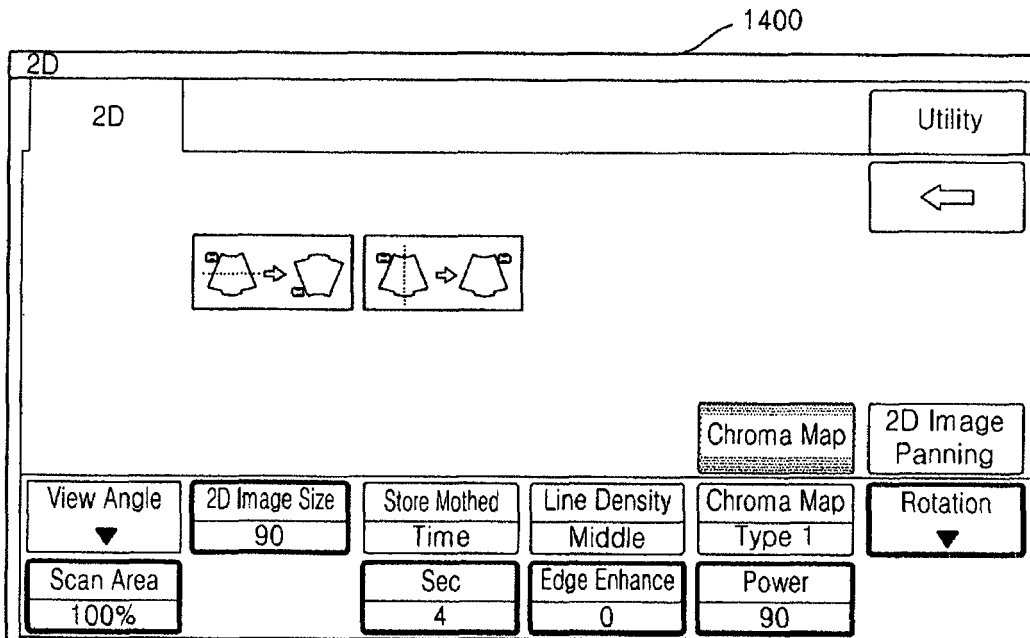 1400
2D
2D
Utility
Chroma Map
2D Image
Panning
View Angle
2D Image Size
90
Store Mothed
Time
Line Density
Middle
Chroma Map
Type 1
Rotation
Scan Area
100%
Sec
4
Edge Enhance
0
Power
90